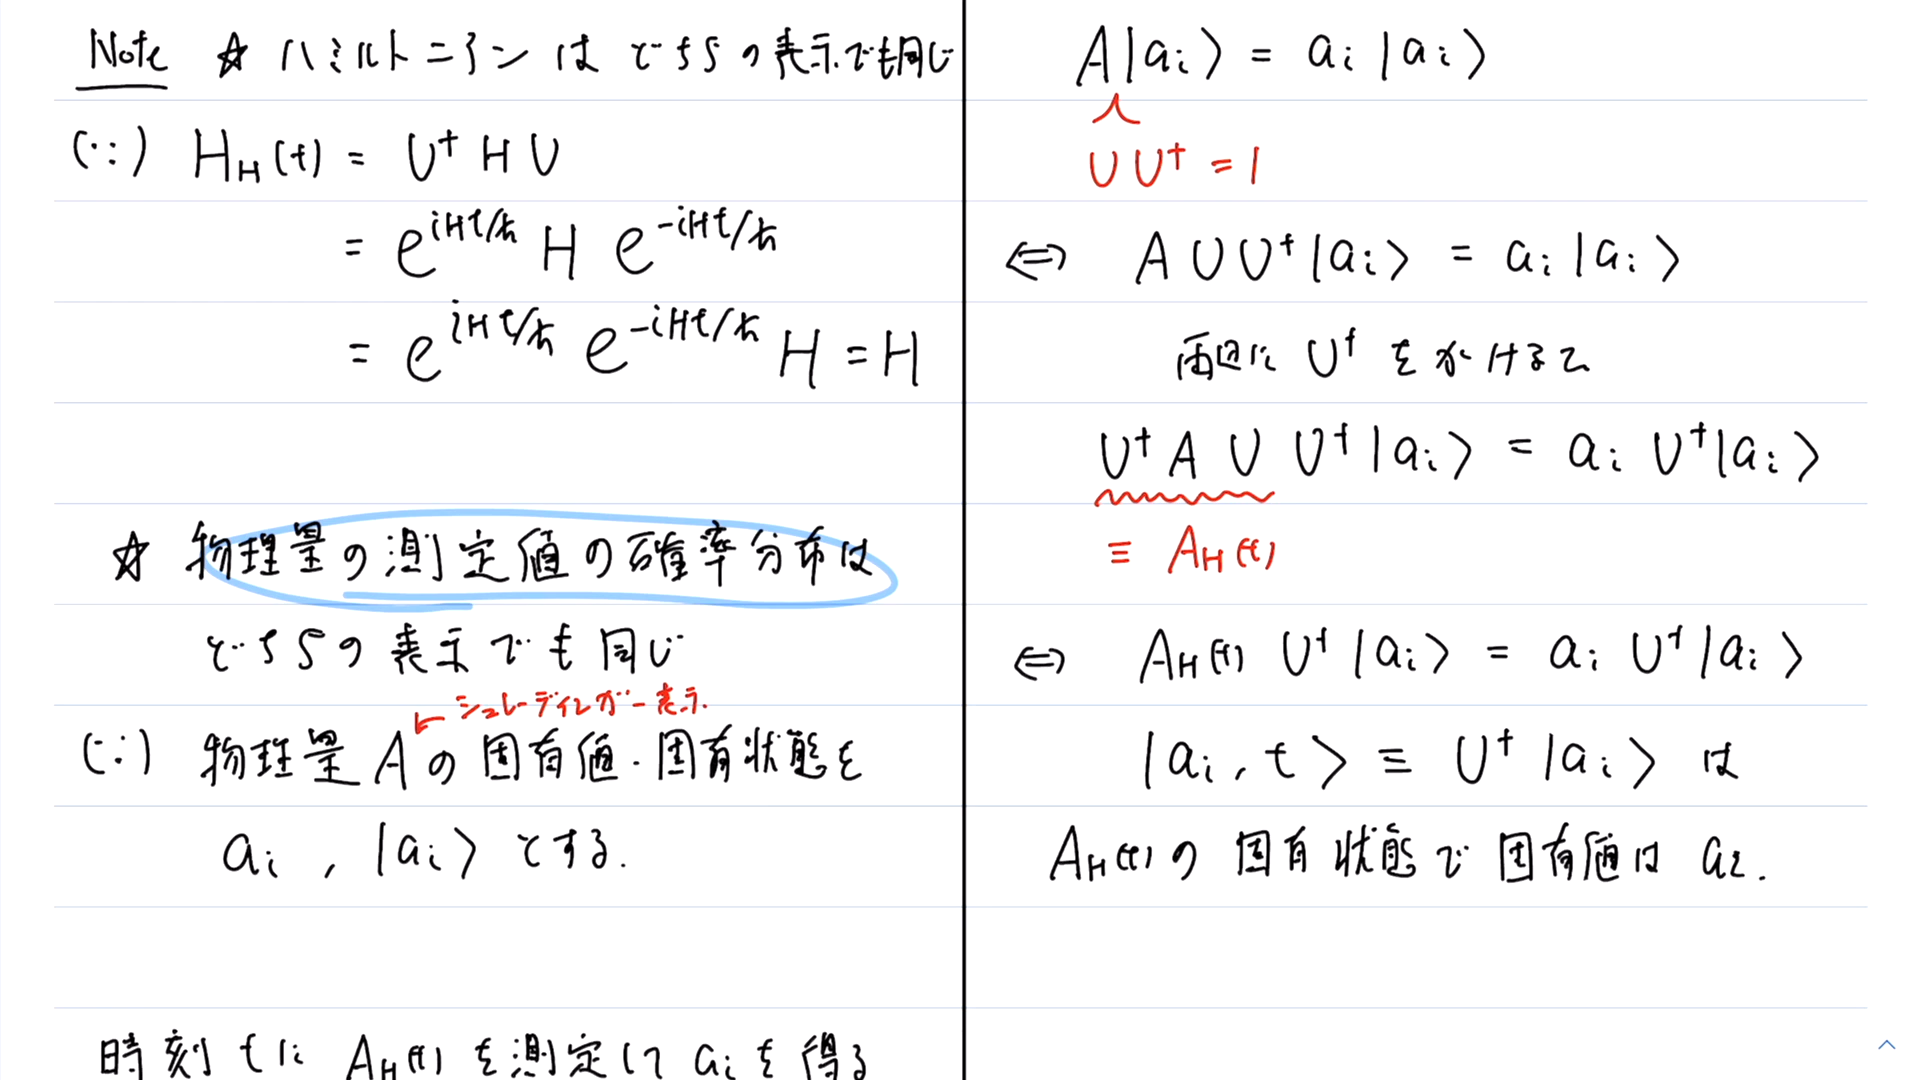 Note ☆ ハミルトニアンは どちらの表示でも同じ
(∵) H_H(t) = U† H U
= e^{iHt/ħ} H e^{-iHt/ħ}
= e^{iHt/ħ} e^{-iHt/ħ} H = H
☆ 物理量の測定値の確率分布は
どちらの表示でも同じ
← シュレーディンガー表示
(∵) 物理量 A の固有値・固有状態を
a_i , |a_i⟩ とする.
時刻 t に A_H(t) を測定して a_i を得る
A|a_i⟩ = a_i |a_i⟩
U U† = 1
⇔ A U U† |a_i⟩ = a_i |a_i⟩
両辺に U† をかけると
U† A U U† |a_i⟩ = a_i U† |a_i⟩
≡ A_H(t)
⇔ A_H(t) U† |a_i⟩ = a_i U† |a_i⟩
|a_i, t⟩ ≡ U† |a_i⟩ は
A_H(t) の 固有状態で 固有値は a_i.